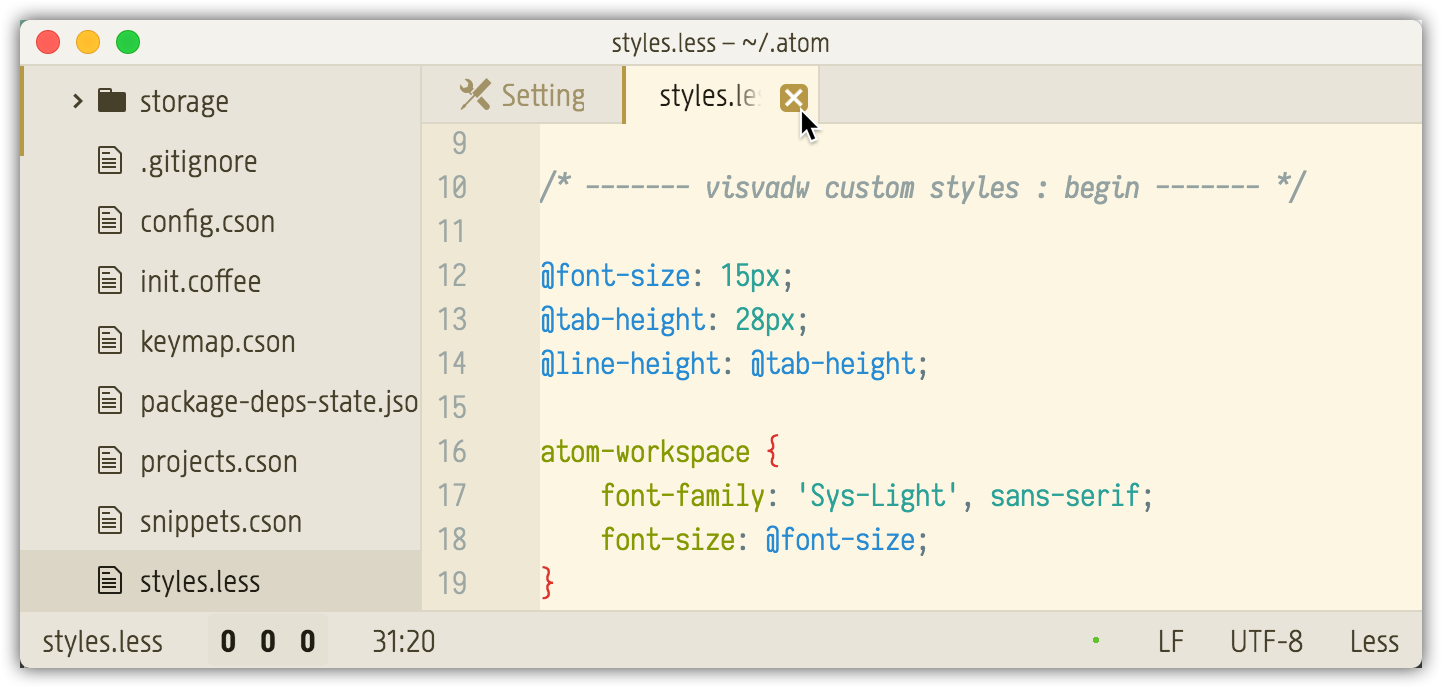 styles.less – ~/.atom
storage
.gitignore
config.cson
init.coffee
keymap.cson
package-deps-state.jso
projects.cson
snippets.cson
styles.less
Setting
styles.le
9
10 /* ------- visvadw custom styles : begin ------- */
11
12 @font-size: 15px;
13 @tab-height: 28px;
14 @line-height: @tab-height;
15
16 atom-workspace {
17     font-family: 'Sys-Light', sans-serif;
18     font-size: @font-size;
19 }
styles.less 0 0 0 31:20 LF UTF-8 Less